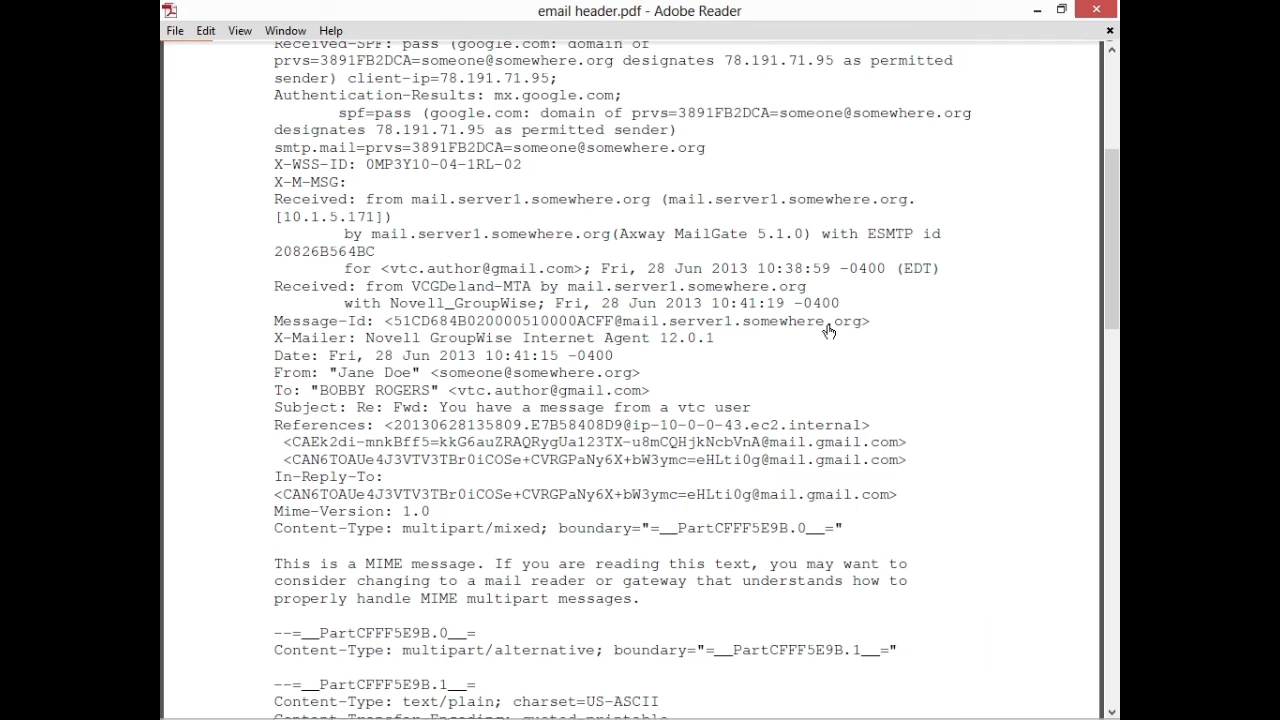 email header.pdf - Adobe Reader
File Edit View Window Help
Received-SPF: pass (google.com: domain of
prvs=3891FB2DCA=someone@somewhere.org designates 78.191.71.95 as permitted
sender) client-ip=78.191.71.95;
Authentication-Results: mx.google.com;
spf=pass (google.com: domain of prvs=3891FB2DCA=someone@somewhere.org
designates 78.191.71.95 as permitted sender)
smtp.mail=prvs=3891FB2DCA=someone@somewhere.org
X-WSS-ID: 0MP3Y10-04-1RL-02
X-M-MSG:
Received: from mail.server1.somewhere.org (mail.server1.somewhere.org.
[10.1.5.171])
by mail.server1.somewhere.org(Axway MailGate 5.1.0) with ESMTP id
20826B564BC
for <vtc.author@gmail.com>; Fri, 28 Jun 2013 10:38:59 -0400 (EDT)
Received: from VCGDeland-MTA by mail.server1.somewhere.org
with Novell_GroupWise; Fri, 28 Jun 2013 10:41:19 -0400
Message-Id: <51CD684B020000510000ACFF@mail.server1.somewhere.org>
X-Mailer: Novell GroupWise Internet Agent 12.0.1
Date: Fri, 28 Jun 2013 10:41:15 -0400
From: "Jane Doe" <someone@somewhere.org>
To: "BOBBY ROGERS" <vtc.author@gmail.com>
Subject: Re: Fwd: You have a message from a vtc user
References: <20130628135809.E7B58408D9@ip-10-0-0-43.ec2.internal>
<CAEk2di-mnkBff5=kkG6auZRAQRygUa123TX-u8mCQHjkNcbVnA@mail.gmail.com>
<CAN6TOAUe4J3VTV3TBr0iCOSe+CVRGPaNy6X+bW3ymc=eHLti0g@mail.gmail.com>
In-Reply-To:
<CAN6TOAUe4J3VTV3TBr0iCOSe+CVRGPaNy6X+bW3ymc=eHLti0g@mail.gmail.com>
Mime-Version: 1.0
Content-Type: multipart/mixed; boundary="=__PartCFFF5E9B.0__="
This is a MIME message. If you are reading this text, you may want to
consider changing to a mail reader or gateway that understands how to
properly handle MIME multipart messages.
--=__PartCFFF5E9B.0__=
Content-Type: multipart/alternative; boundary="=__PartCFFF5E9B.1__="
--=__PartCFFF5E9B.1__=
Content-Type: text/plain; charset=US-ASCII
Content-Transfer-Encoding: quoted-printable